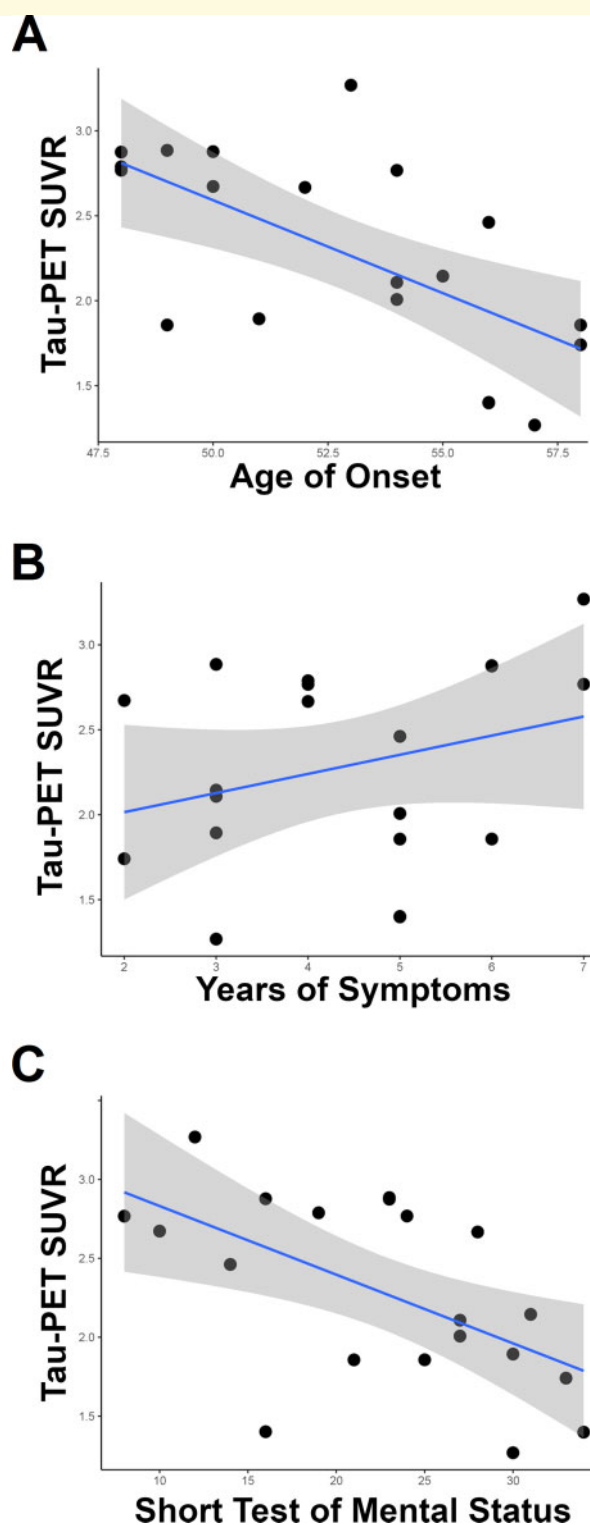 A
Tau-PET SUVR
3.0
2.5
2.0
1.5
47.5 50.0 52.5 55.0 57.5
Age of Onset
B
Tau-PET SUVR
3.0
2.5
2.0
1.5
2 3 4 5 6 7
Years of Symptoms
C
Tau-PET SUVR
3.0
2.5
2.0
1.5
10 15 20 25 30
Short Test of Mental Status